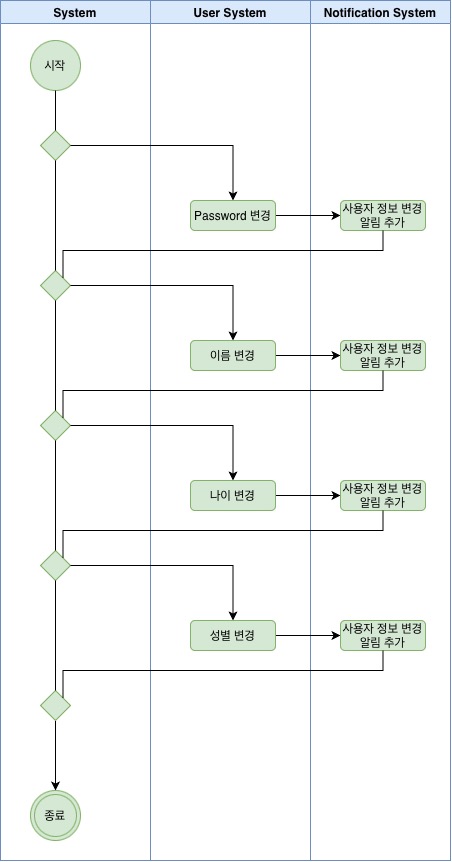 System
User System
Notification System
시작
Password 변경
사용자 정보 변경
알림 추가
이름 변경
사용자 정보 변경
알림 추가
나이 변경
사용자 정보 변경
알림 추가
성별 변경
사용자 정보 변경
알림 추가
종료